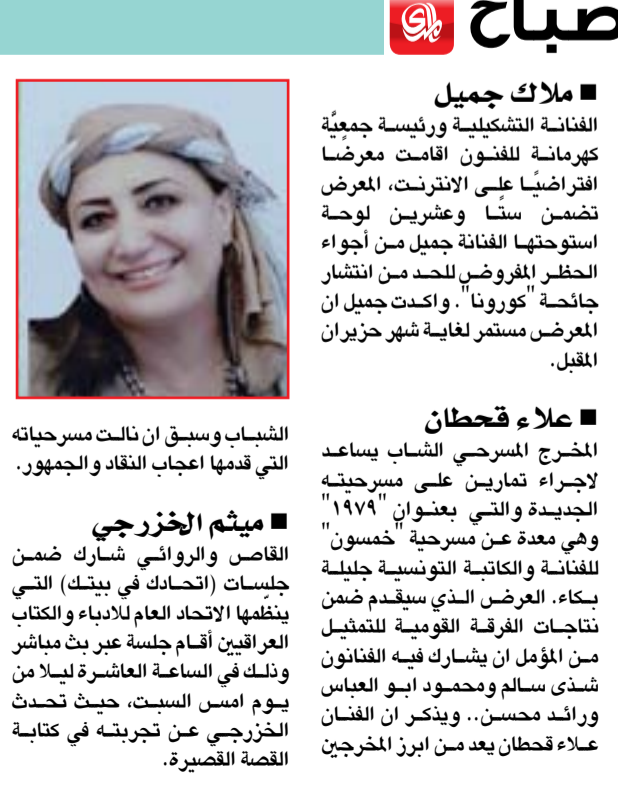 صباح
المدى
■ ملاك جميل
الفنانة التشكيلية ورئيسة جمعيَّة
كهرمانة للفنون اقامت معرضا
افتراضيًا على الانترنت، المعرض
تضمن ستًا وعشرين لوحة
استوحتها الفنانة جميل من أجواء
الحظر المفروض للحد من انتشار
جائحة "كورونا". واكدت جميل ان
المعرض مستمر لغاية شهر حزيران
المقبل.
■ علاء قحطان
المخرج المسرحي الشاب يساعد
لاجراء تمارين على مسرحيته
الجديدة والتي بعنوان "١٩٧٩"
وهي معدة عن مسرحية "خمسون"
للفنانة والكاتبة التونسية جليلة
بكاء. العرض الذي سيقدم ضمن
نتاجات الفرقة القومية للتمثيل
من المؤمل ان يشارك فيه الفنانون
شذى سالم ومحمود ابو العباس
ورائد محسن.. ويذكر ان الفنان
علاء قحطان يعد من ابرز المخرجين
الشباب وسبق ان نالت مسرحياته
التي قدمها اعجاب النقاد والجمهور.
■ ميثم الخزرجي
القاص والروائي شارك ضمن
جلسات (اتحادك في بيتك) التي
ينظّمها الاتحاد العام للادباء والكتاب
العراقيين أقام جلسة عبر بث مباشر
وذلك في الساعة العاشرة ليلا من
يوم امس السبت، حيث تحدث
الخزرجي عن تجربته في كتابة
القصة القصيرة.